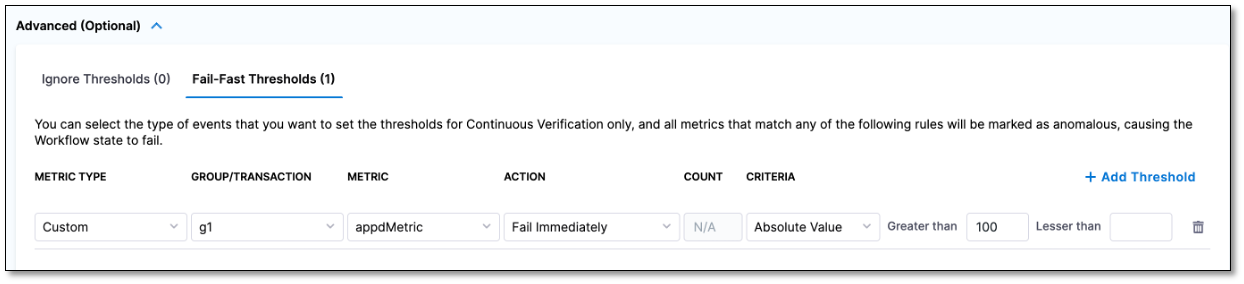 Advanced (Optional)
Ignore Thresholds (0) Fail-Fast Thresholds (1)
You can select the type of events that you want to set the thresholds for Continuous Verification only, and all metrics that match any of the following rules will be marked as anomalous, causing the
Workflow state to fail.
METRIC TYPE GROUP/TRANSACTION METRIC ACTION COUNT CRITERIA + Add Threshold
Custom g1 appdMetric Fail Immediately N/A Absolute Value Greater than 100 Lesser than